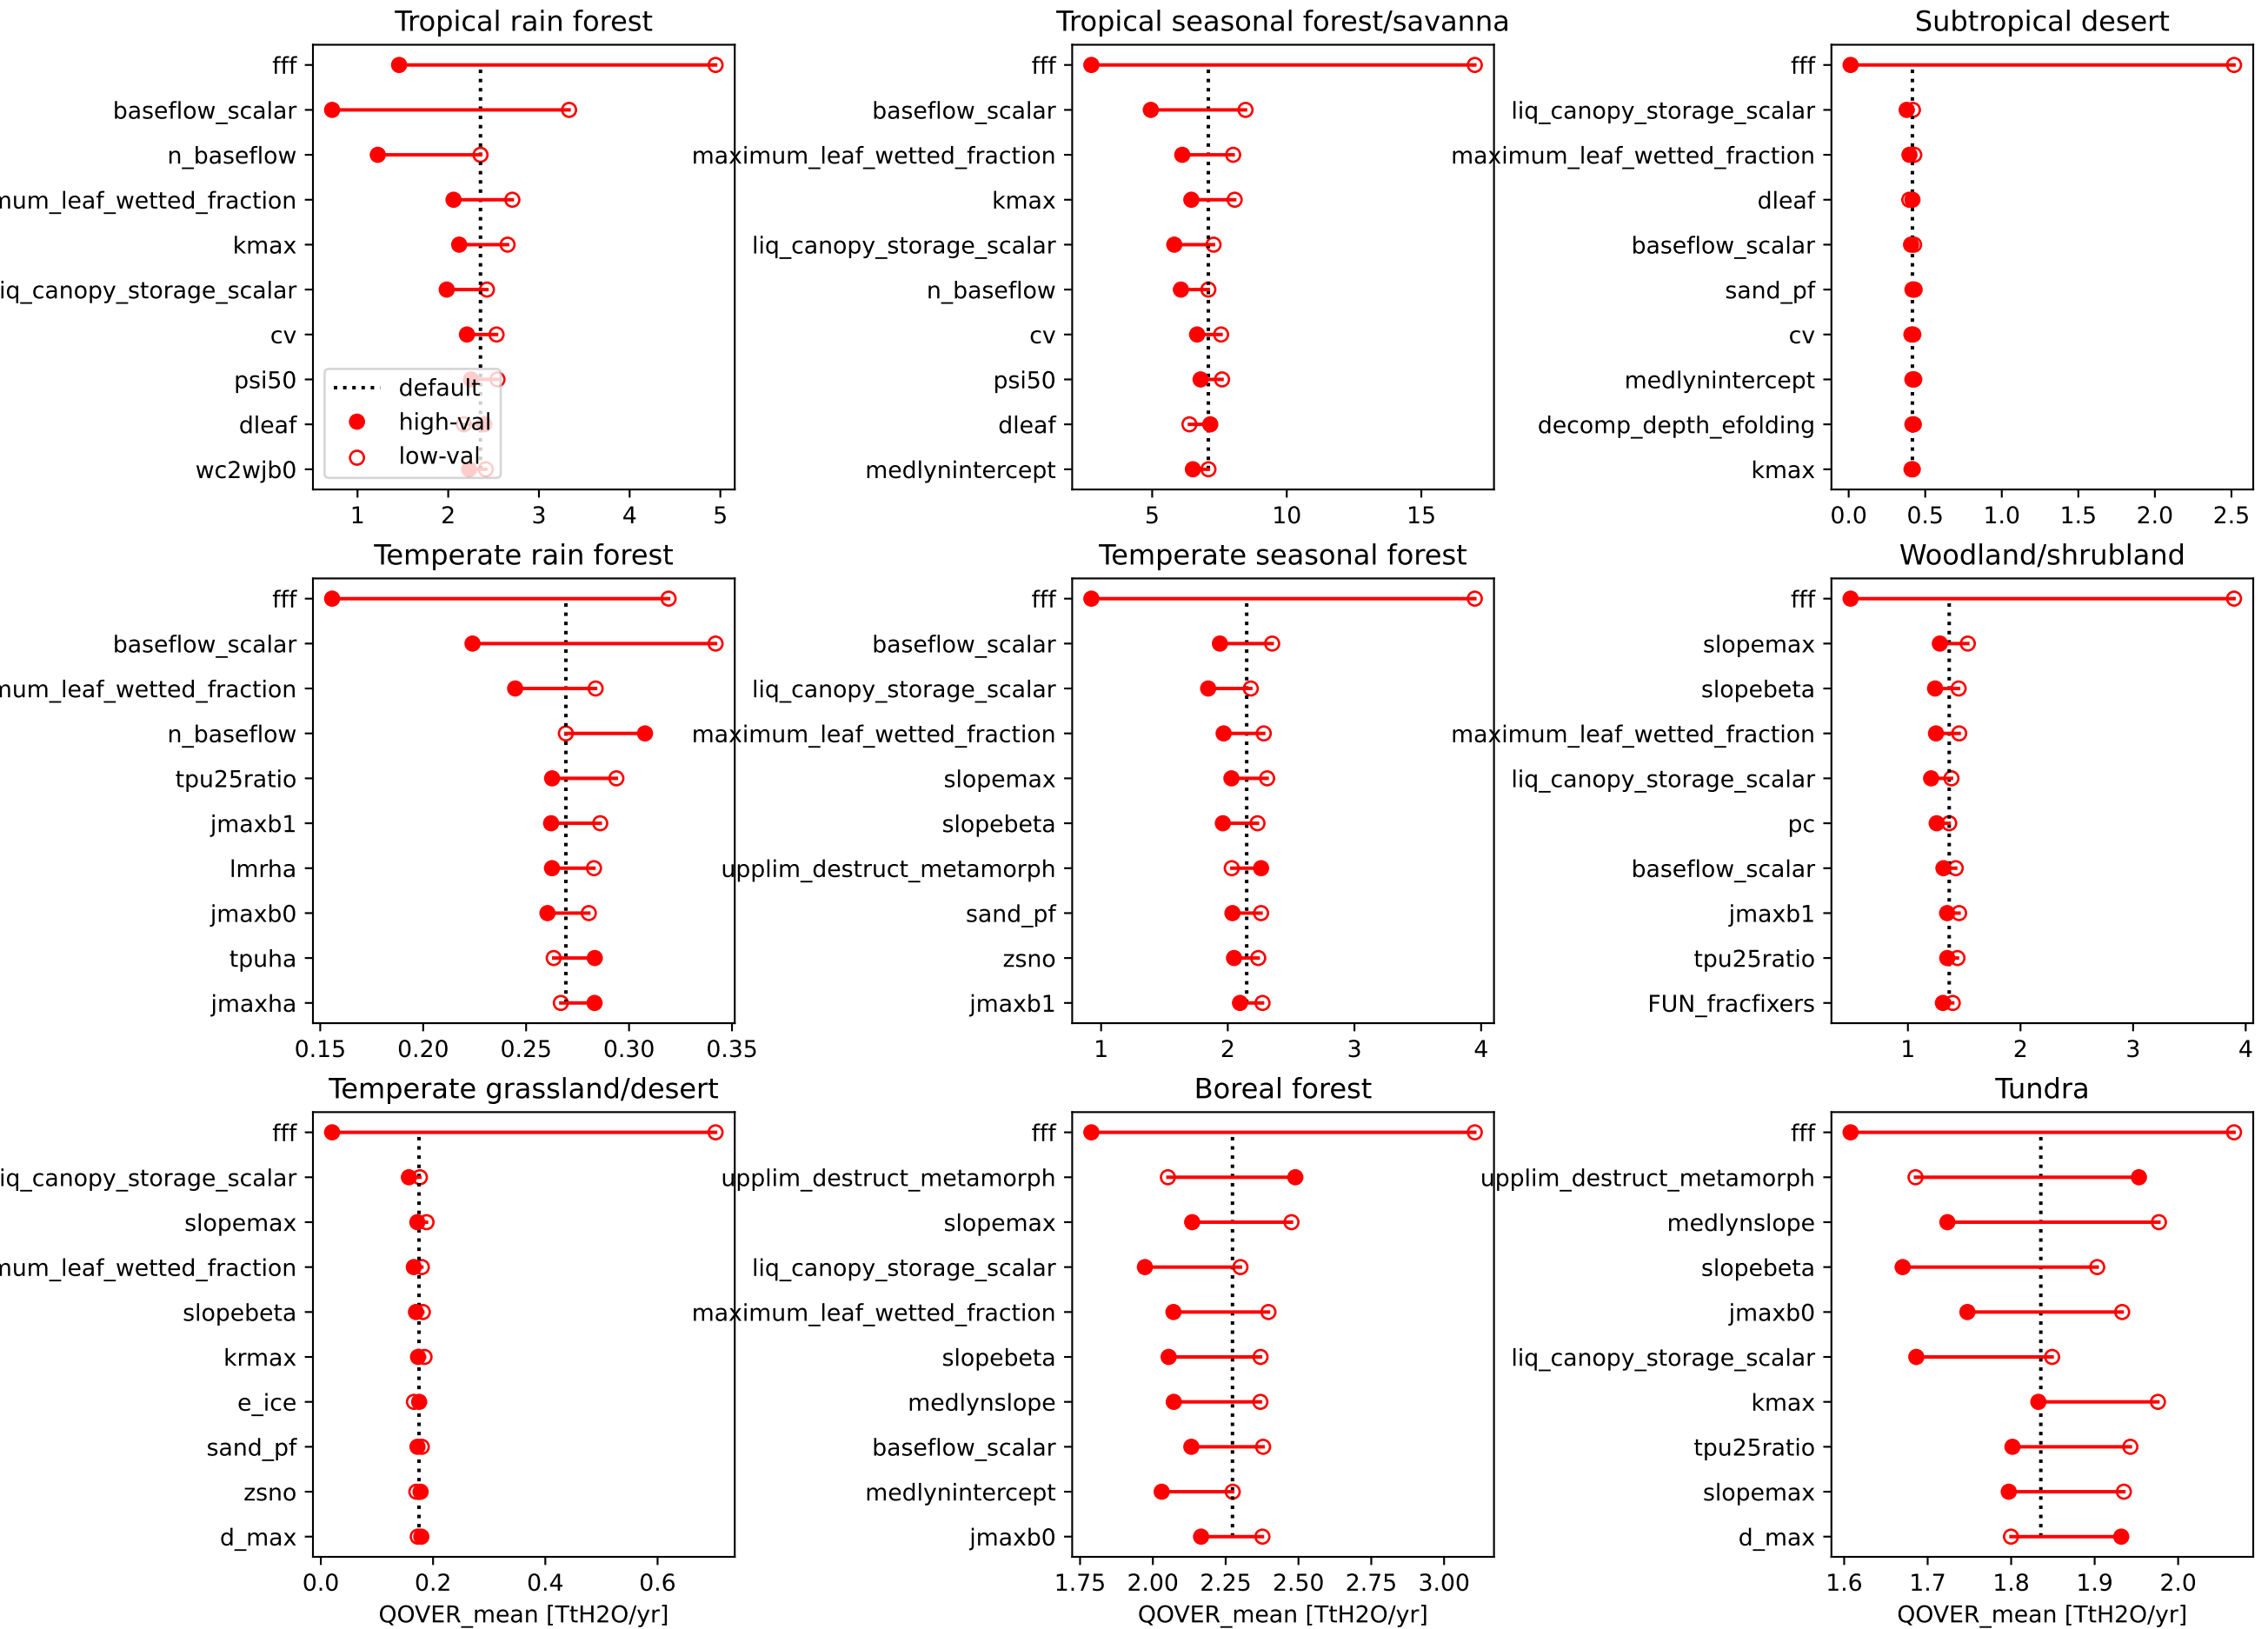 Tropical rain forest
fff
baseflow_scalar
n_baseflow
mum_leaf_wetted_fraction
kmax
iq_canopy_storage_scalar
cv
psi50
dleaf
wc2wjb0
default
high-val
low-val
1 2 3 4 5
Tropical seasonal forest/savanna
fff
baseflow_scalar
maximum_leaf_wetted_fraction
kmax
liq_canopy_storage_scalar
n_baseflow
cv
psi50
dleaf
medlynintercept
5 10 15
Subtropical desert
fff
liq_canopy_storage_scalar
maximum_leaf_wetted_fraction
dleaf
baseflow_scalar
sand_pf
cv
medlynintercept
decomp_depth_efolding
kmax
0.0 0.5 1.0 1.5 2.0 2.5
Temperate rain forest
fff
baseflow_scalar
mum_leaf_wetted_fraction
n_baseflow
tpu25ratio
jmaxb1
lmrha
jmaxb0
tpuha
jmaxha
0.15 0.20 0.25 0.30 0.35
Temperate seasonal forest
fff
baseflow_scalar
liq_canopy_storage_scalar
maximum_leaf_wetted_fraction
slopemax
slopebeta
upplim_destruct_metamorph
sand_pf
zsno
jmaxb1
1 2 3 4
Woodland/shrubland
fff
slopemax
slopebeta
maximum_leaf_wetted_fraction
liq_canopy_storage_scalar
pc
baseflow_scalar
jmaxb1
tpu25ratio
FUN_fracfixers
1 2 3 4
Temperate grassland/desert
fff
iq_canopy_storage_scalar
slopemax
mum_leaf_wetted_fraction
slopebeta
krmax
e_ice
sand_pf
zsno
d_max
0.0 0.2 0.4 0.6
QOVER_mean [TtH2O/yr]
Boreal forest
fff
upplim_destruct_metamorph
slopemax
liq_canopy_storage_scalar
maximum_leaf_wetted_fraction
slopebeta
medlynslope
baseflow_scalar
medlynintercept
jmaxb0
1.75 2.00 2.25 2.50 2.75 3.00
QOVER_mean [TtH2O/yr]
Tundra
fff
upplim_destruct_metamorph
medlynslope
slopebeta
jmaxb0
liq_canopy_storage_scalar
kmax
tpu25ratio
slopemax
d_max
1.6 1.7 1.8 1.9 2.0
QOVER_mean [TtH2O/yr]